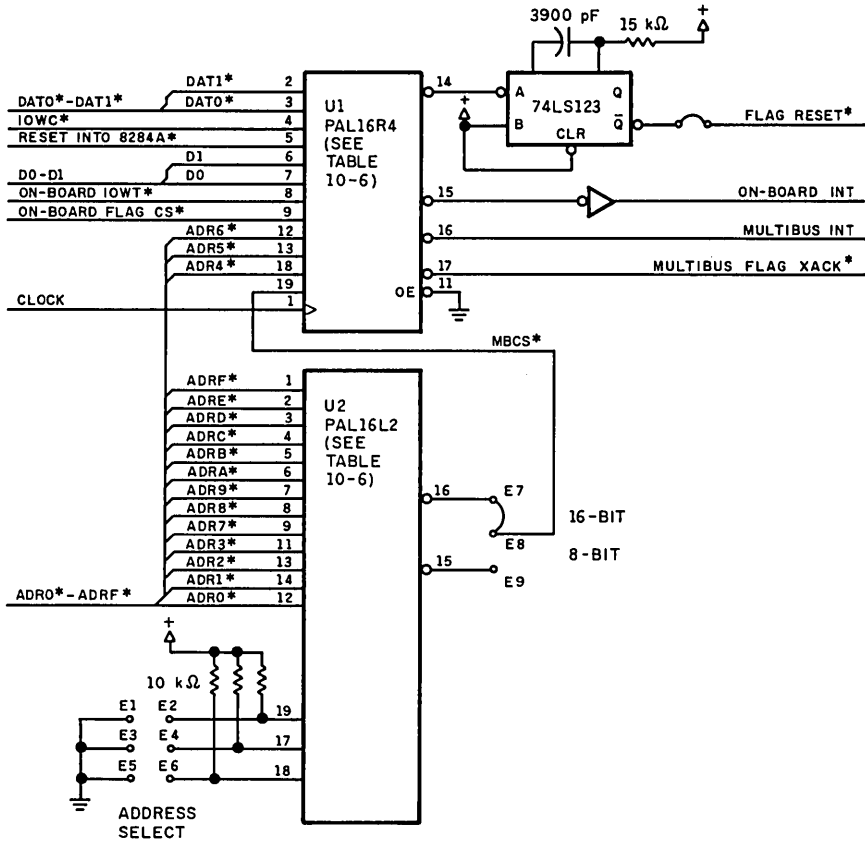 3900 pF
15 kΩ
+
DAT1* 2
DAT0*-DAT1*
DAT0* 3
IOWC* 4
RESET INTO 8284A* 5
D1 6
D0-D1
D0 7
ON-BOARD IOWT* 8
ON-BOARD FLAG CS* 9
ADR6* 12
ADR5* 13
ADR4* 18
19
CLOCK 1
U1
PAL16R4
(SEE
TABLE
10-6)
OE
14
15
16
17
11
+
A Q
74LS123
B Q̅
CLR
FLAG RESET*
ON-BOARD INT
MULTIBUS INT
MULTIBUS FLAG XACK*
MBCS*
ADRF* 1
ADRE* 2
ADRD* 3
ADRC* 4
ADRB* 5
ADRA* 6
ADR9* 7
ADR8* 8
ADR7* 9
ADR3* 11
ADR2* 13
ADR1* 14
ADR0*-ADRF*
ADR0* 12
U2
PAL16L2
(SEE
TABLE
10-6)
16 E7
16-BIT
E8
8-BIT
15 E9
+
10 kΩ
E1 E2 19
E3 E4 17
E5 E6 18
ADDRESS
SELECT